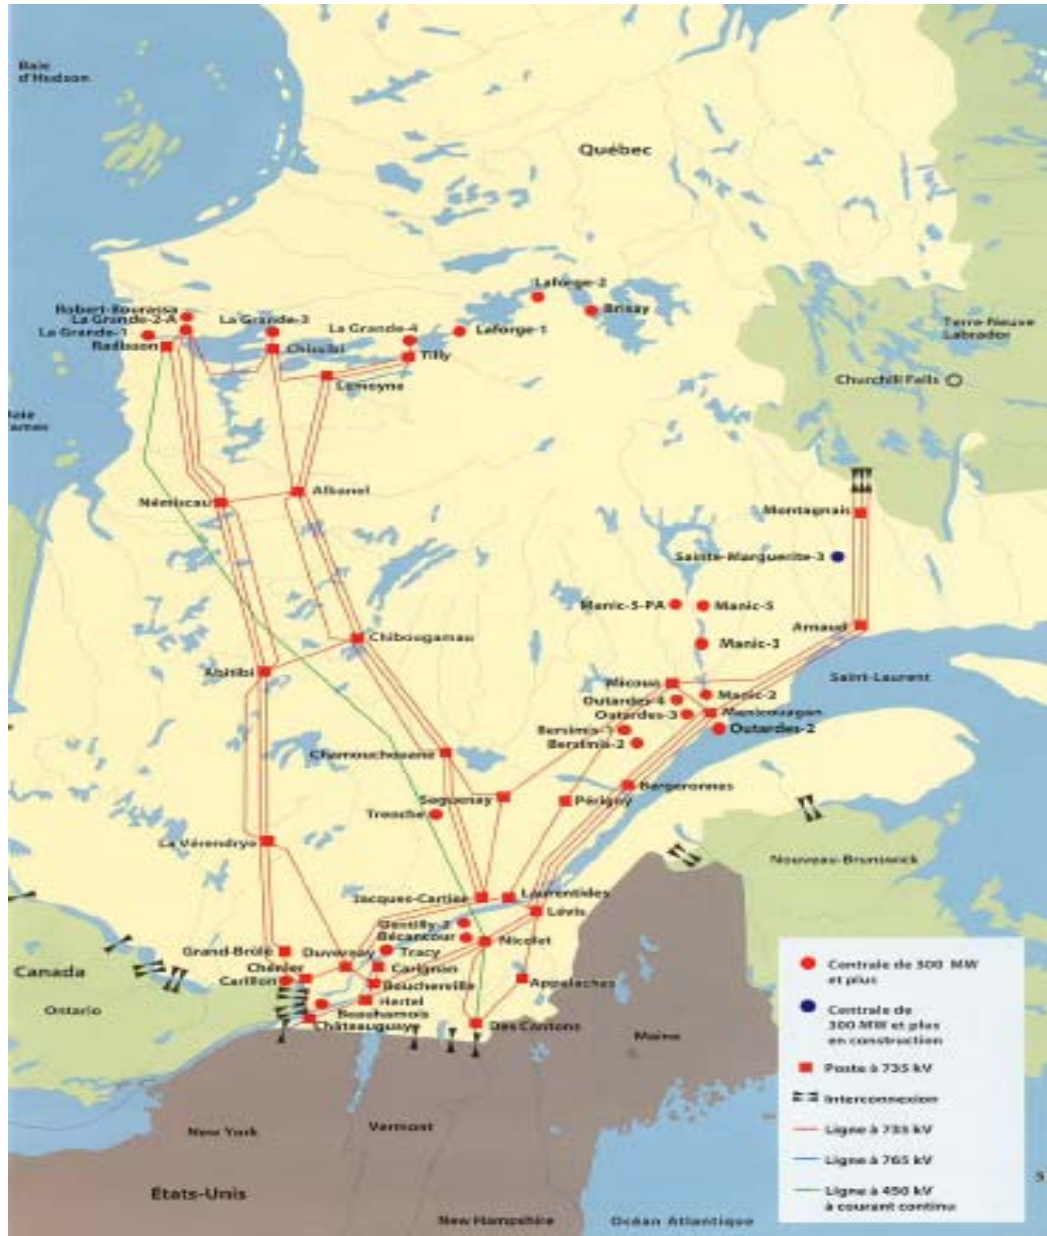 Baie
d'Hudson
Québec
Laforge-2
Brisay
Robert-Bourassa
La Grande-2-A
La Grande-1
Radisson
La Grande-3
Chissibi
La Grande-4
Laforge-1
Tilly
Lemoyne
Terre-Neuve
Labrador
Churchill Falls
Baie
James
Némiscau
Albanel
Montagnais
Sainte-Marguerite-3
Manic-5-PA
Manic-5
Arnaud
Manic-3
Chibougamau
Abitibi
Micoua
Saint-Laurent
Manic-2
Outardes-4
Manicouagan
Outardes-3
Outardes-2
Bersimis-1
Bersimis-2
Chamouchouane
Bergeronnes
Saguenay
Périgny
Trenche
La Vérendrye
Nouveau-Brunswick
Jacques-Cartier
Laurentides
Lévis
Gentilly-2
Bécancour
Nicolet
Grand-Brûlé
Duvernay
Tracy
Canada
Chénier
Carignan
Carillon
Boucherville
Appalaches
Ontario
Hertel
Beauharnois
Châteauguay
Des Cantons
Maine
New York
Vermont
États-Unis
New Hampshire
Océan Atlantique
Centrale de 300 MW
et plus
Centrale de
300 MW et plus
en construction
Poste à 735 kV
Interconnexion
Ligne à 735 kV
Ligne à 765 kV
Ligne à 450 kV
à courant continu
5